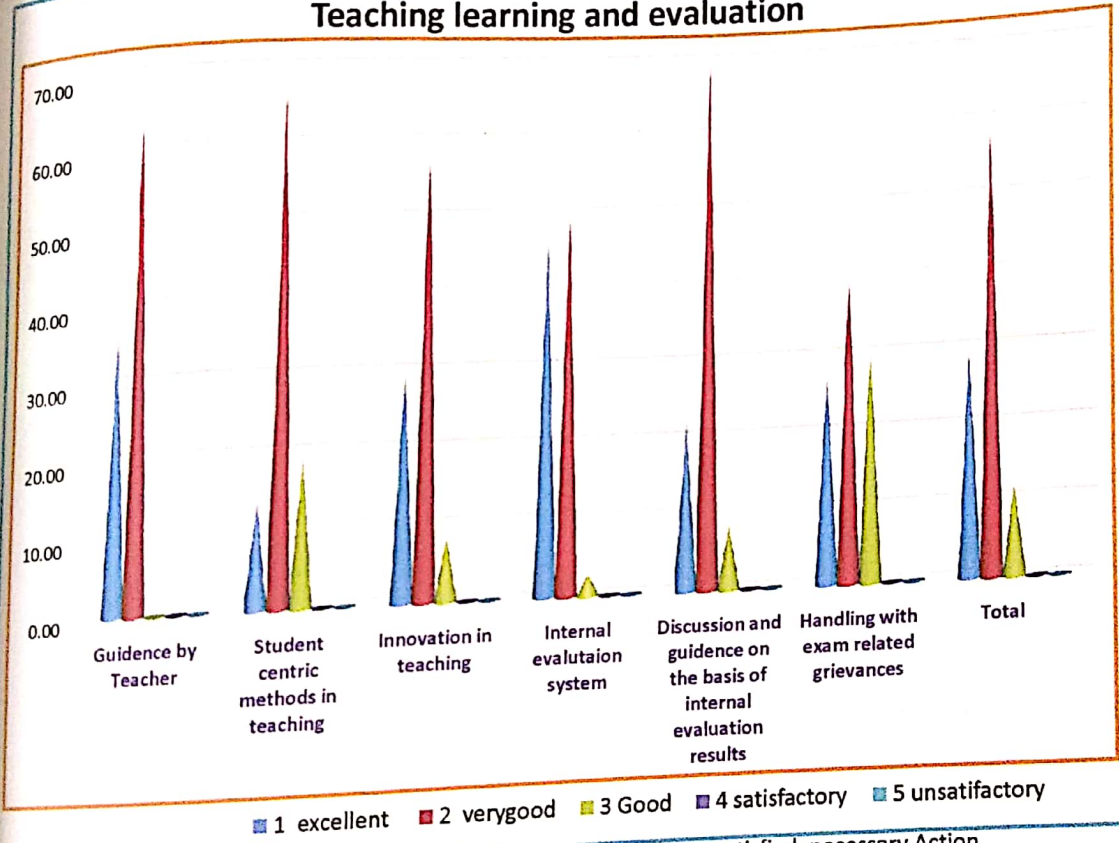 Teaching learning and evaluation
70.00
60.00
50.00
40.00
30.00
20.00
10.00
0.00
Guidence by
Teacher
Student
centric
methods in
teaching
Innovation in
teaching
Internal
evalutaion
system
Discussion and
guidence on
the basis of
internal
evaluation
results
Handling with
exam related
grievances
Total
1 excellent 2 verygood 3 Good 4 satisfactory 5 unsatifactory
necessary Action